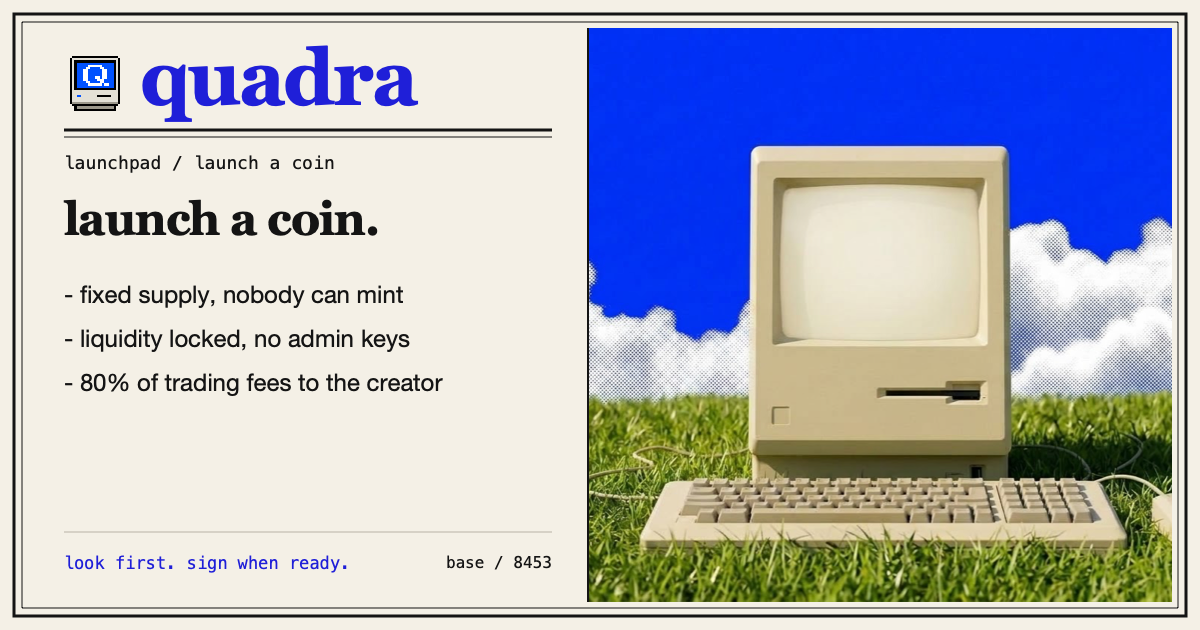 Q
quadra
launchpad / launch a coin
launch a coin.
- fixed supply, nobody can mint
- liquidity locked, no admin keys
- 80% of trading fees to the creator
look first. sign when ready.
base / 8453